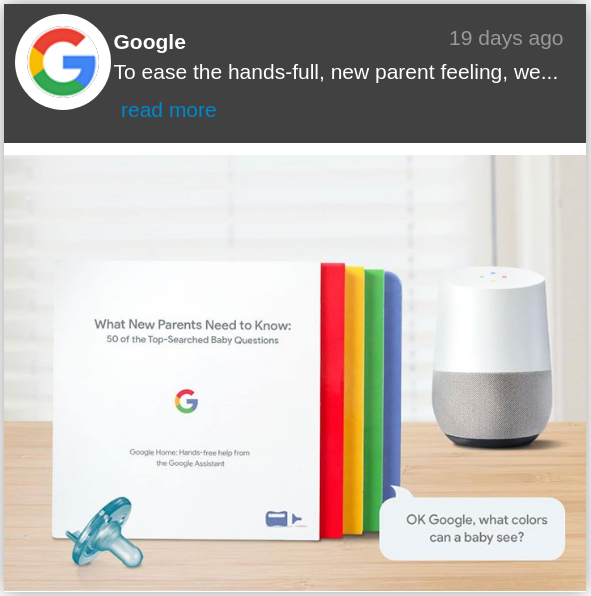 Google
19 days ago
To ease the hands-full, new parent feeling, we...
read more
What New Parents Need to Know:
50 of the Top-Searched Baby Questions
G
Google Home: Hands-free help from
the Google Assistant
OK Google, what colors
can a baby see?